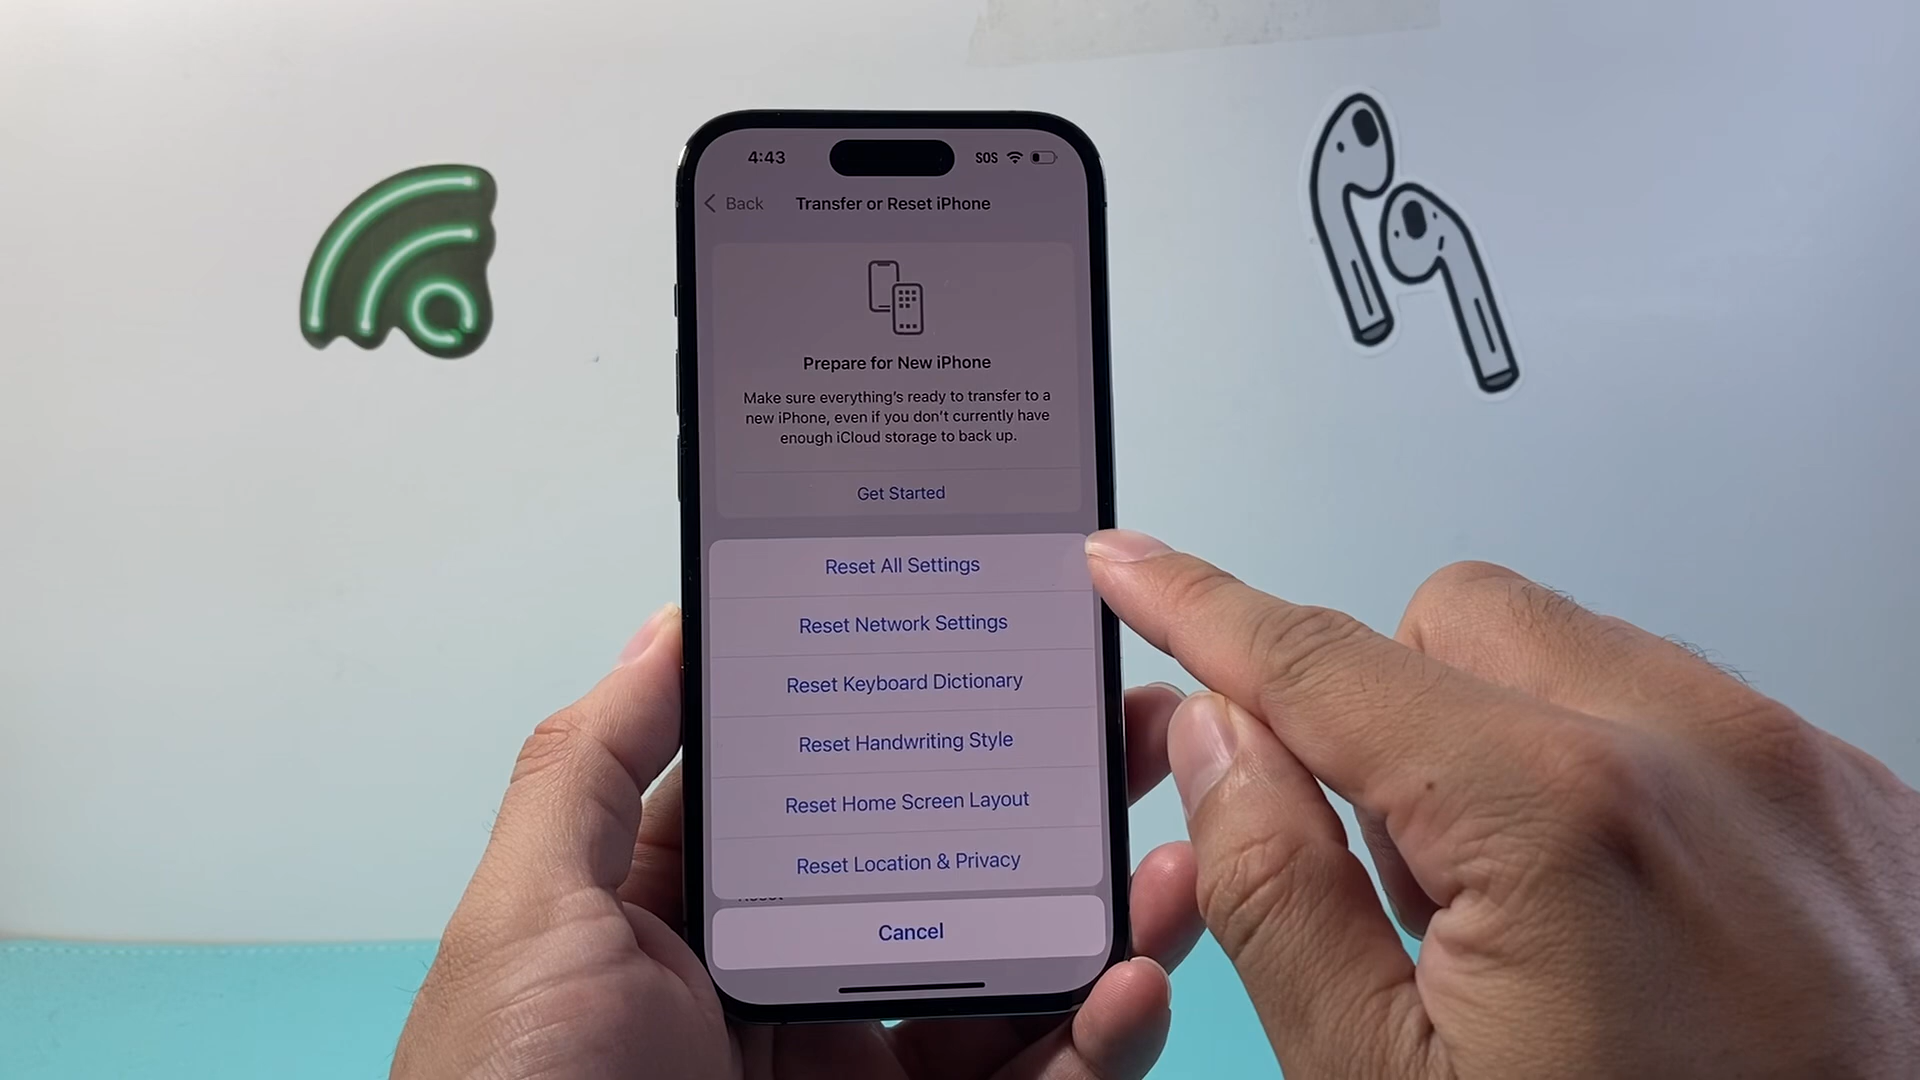 4:43 SOS
Back Transfer or Reset iPhone
Prepare for New iPhone
Make sure everything's ready to transfer to a
new iPhone, even if you don't currently have
enough iCloud storage to back up.
Get Started
Reset All Settings
Reset Network Settings
Reset Keyboard Dictionary
Reset Handwriting Style
Reset Home Screen Layout
Reset Location & Privacy
Cancel